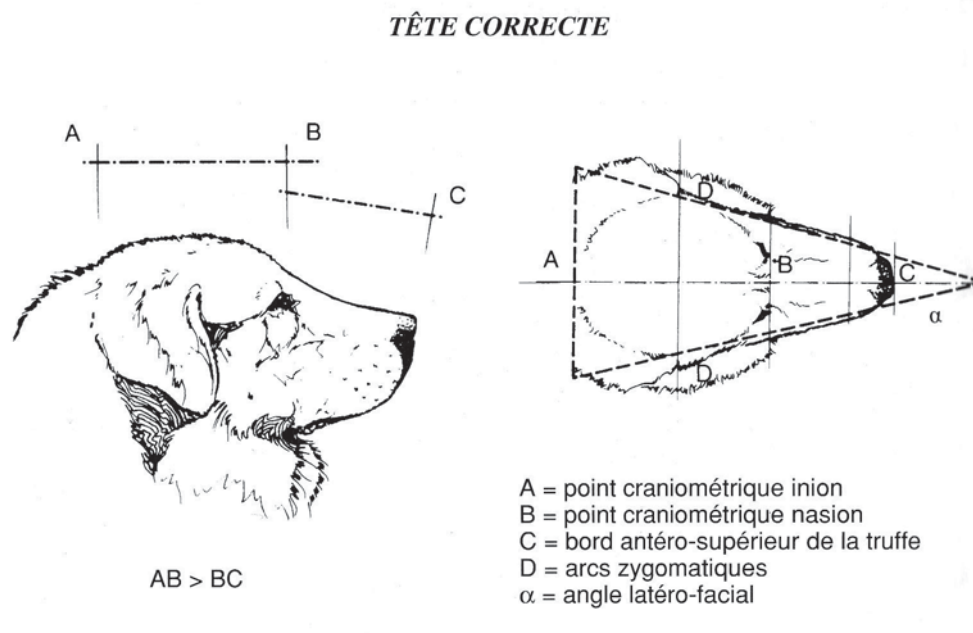 TÊTE CORRECTE
A
B
C
AB > BC
D
A
B
C
α
D
A = point craniométrique inion
B = point craniométrique nasion
C = bord antéro-supérieur de la truffe
D = arcs zygomatiques
α = angle latéro-facial